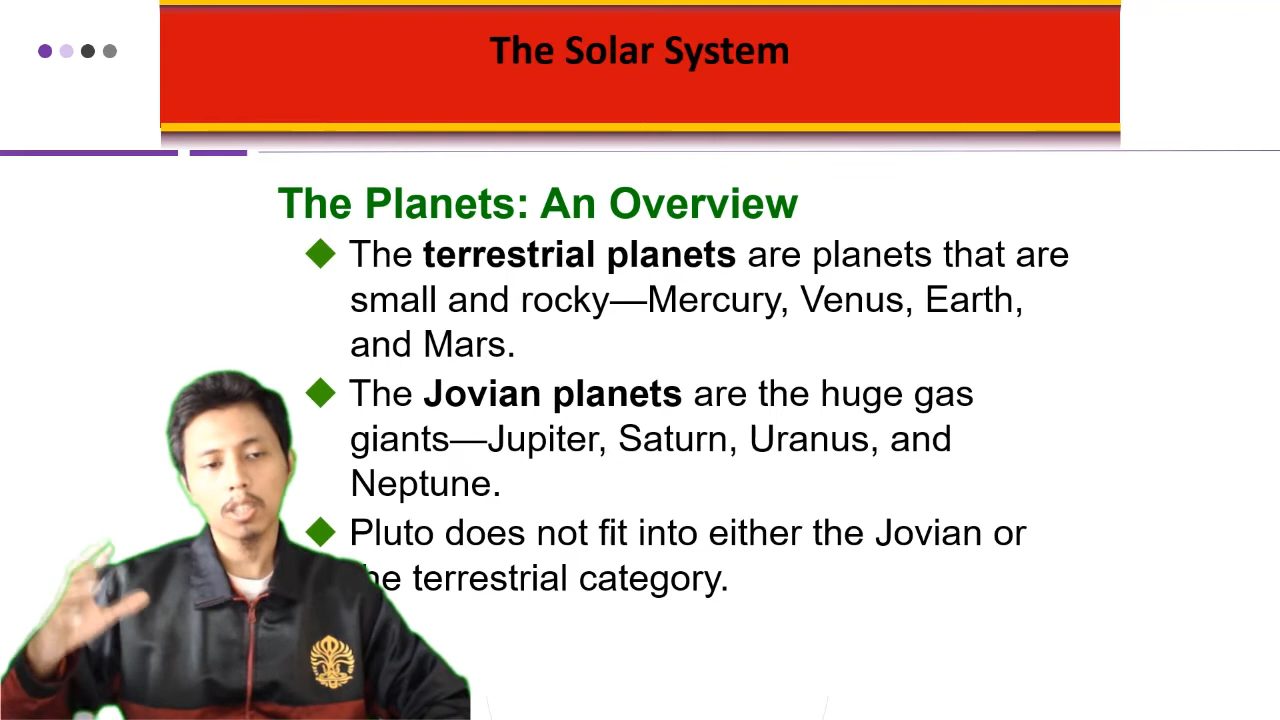 The Solar System
The Planets: An Overview
The terrestrial planets are planets that are
small and rocky—Mercury, Venus, Earth,
and Mars.
The Jovian planets are the huge gas
giants—Jupiter, Saturn, Uranus, and
Neptune.
Pluto does not fit into either the Jovian or
he terrestrial category.